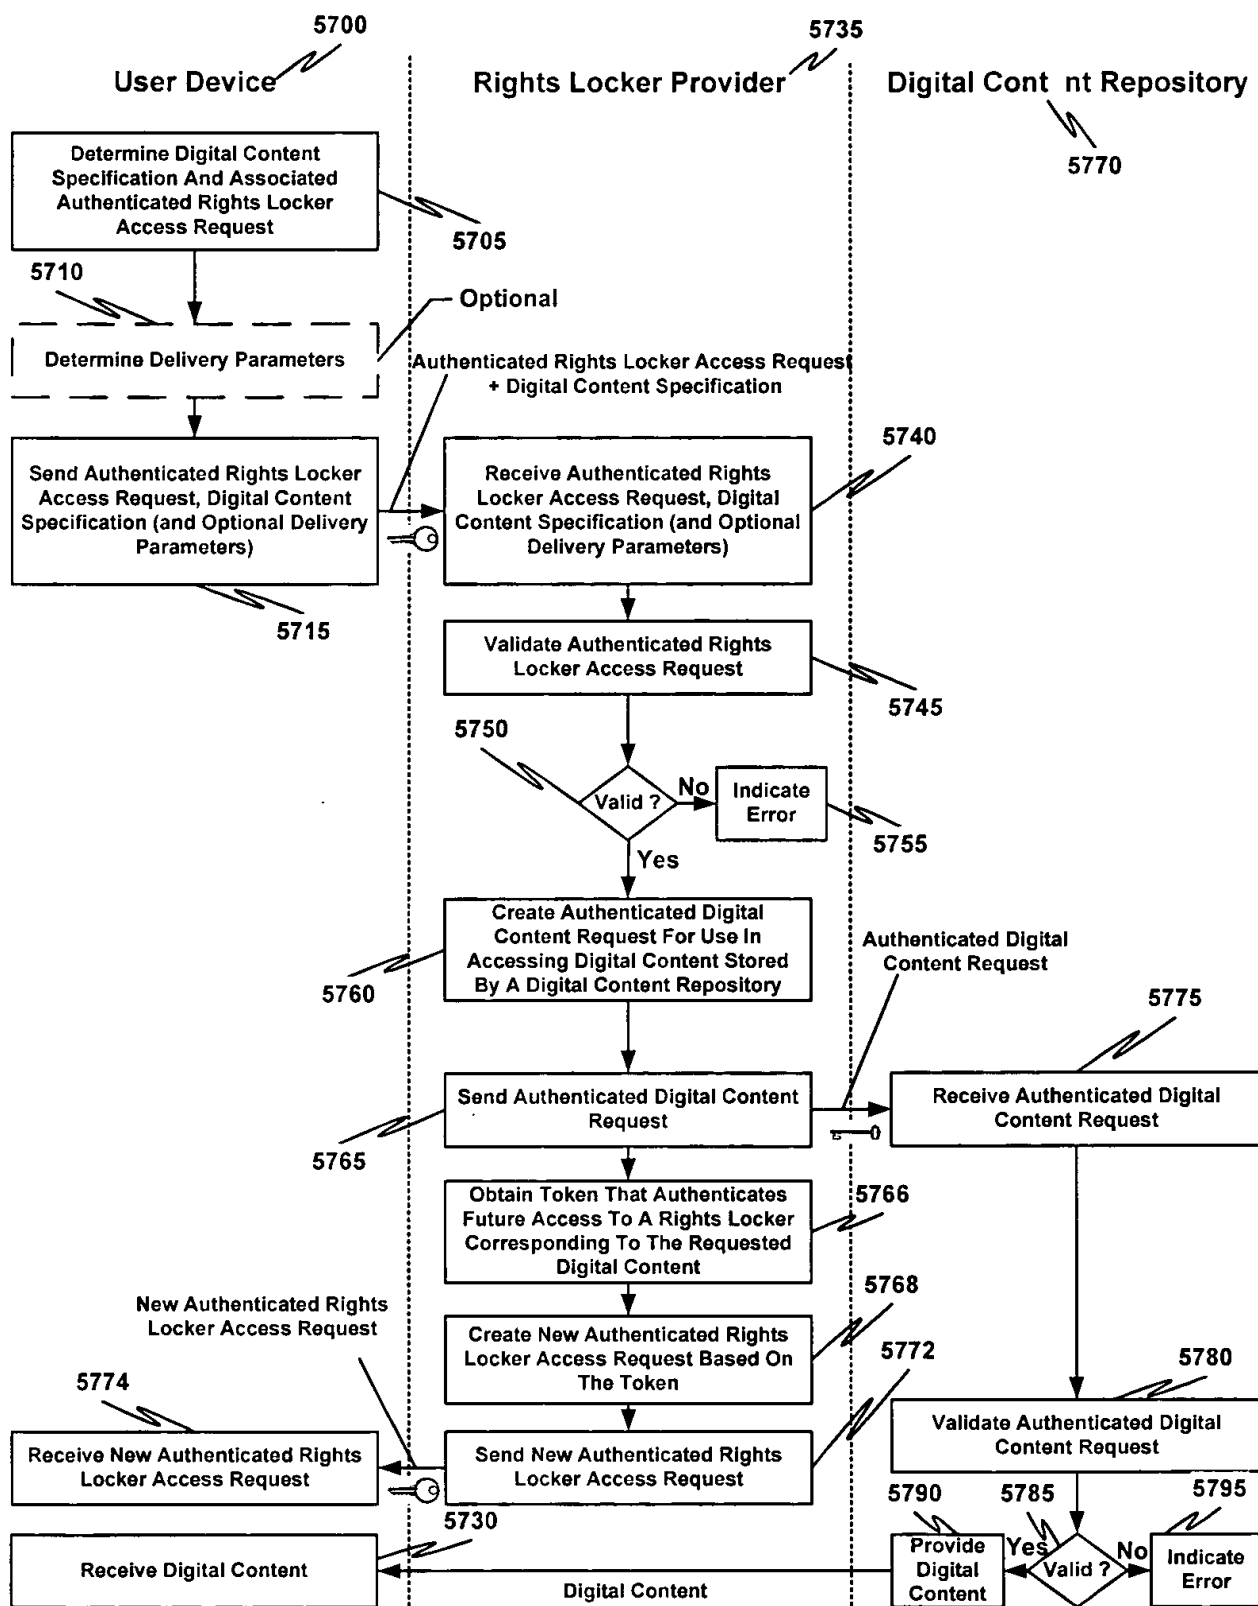 5700
5735
User Device
Rights Locker Provider
Digital Cont nt Repository
5770
Determine Digital Content
Specification And Associated
Authenticated Rights Locker
Access Request
5705
5710
Optional
Determine Delivery Parameters
Authenticated Rights Locker Access Request
+ Digital Content Specification
5740
Send Authenticated Rights Locker
Access Request, Digital Content
Specification (and Optional Delivery
Parameters)
Receive Authenticated Rights
Locker Access Request, Digital
Content Specification (and Optional
Delivery Parameters)
5715
Validate Authenticated Rights
Locker Access Request
5745
5750
Valid ?
No
Indicate
Error
5755
Yes
Create Authenticated Digital
Content Request For Use In
Accessing Digital Content Stored
By A Digital Content Repository
5760
Authenticated Digital
Content Request
5775
Send Authenticated Digital Content
Request
Receive Authenticated Digital
Content Request
5765
Obtain Token That Authenticates
Future Access To A Rights Locker
Corresponding To The Requested
Digital Content
5766
New Authenticated Rights
Locker Access Request
5768
Create New Authenticated Rights
Locker Access Request Based On
The Token
5772
5774
5780
Validate Authenticated Digital
Content Request
Receive New Authenticated Rights
Locker Access Request
Send New Authenticated Rights
Locker Access Request
5790
5785
5795
5730
Receive Digital Content
Digital Content
Provide
Digital
Content
Yes
Valid ?
No
Indicate
Error